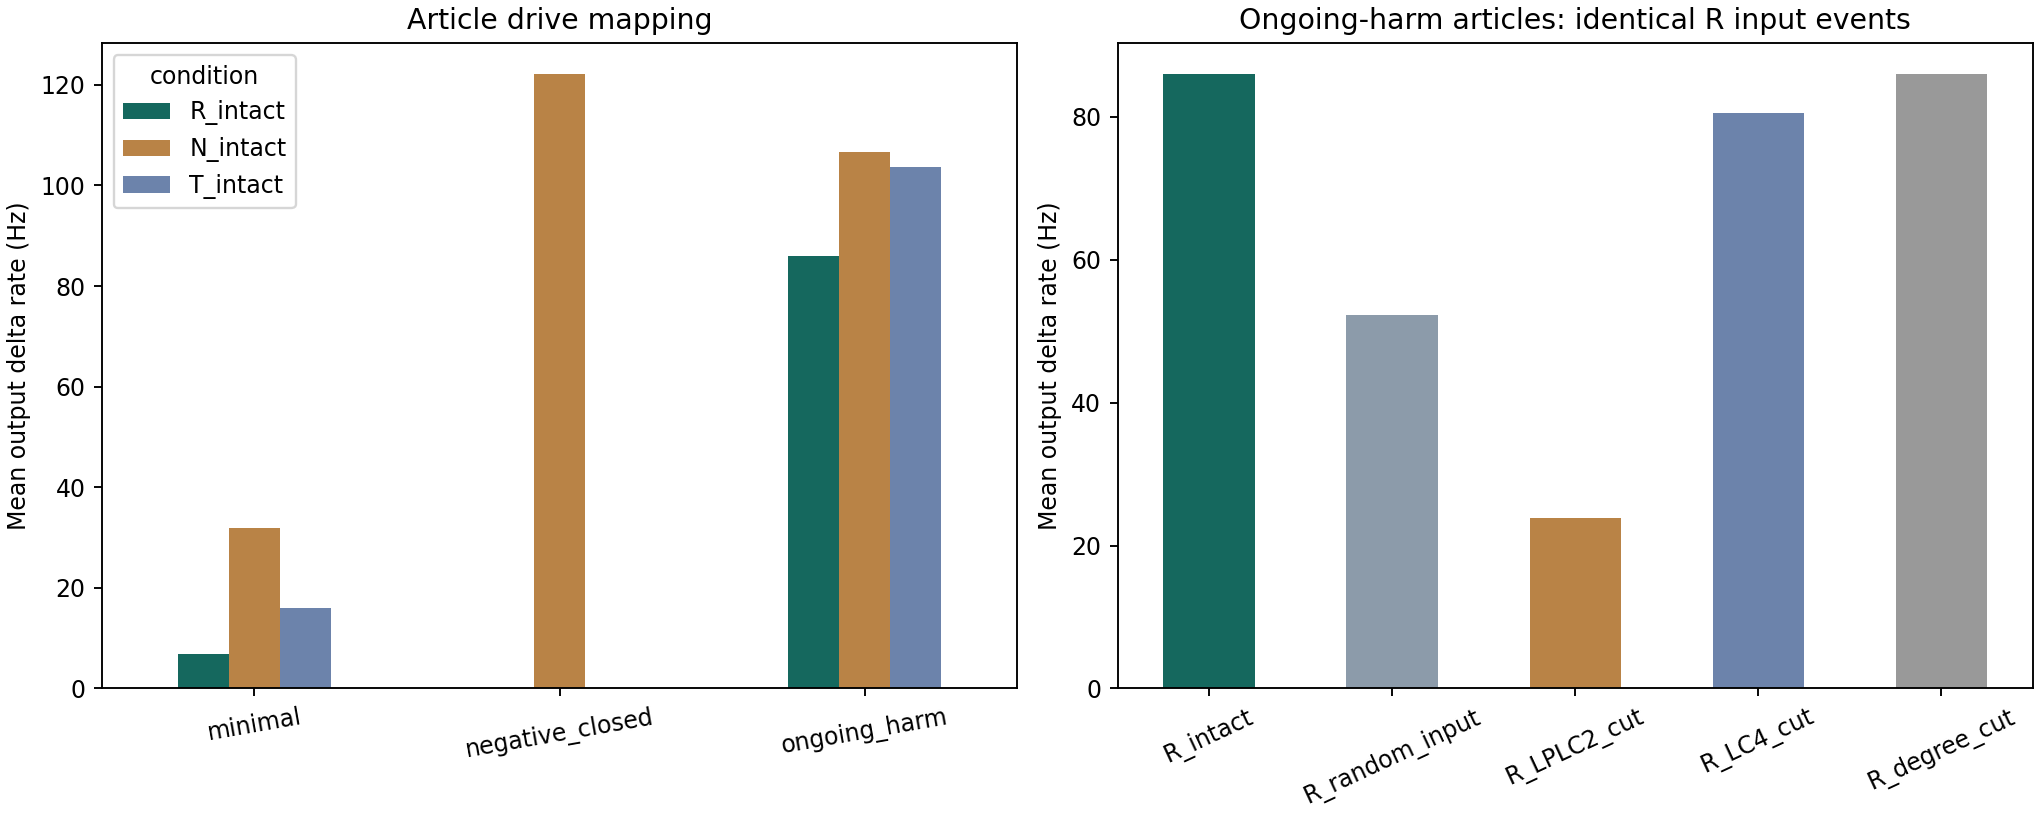 Article drive mapping
Mean output delta rate (Hz)
120
100
80
60
40
20
0
condition
R_intact
N_intact
T_intact
minimal
negative_closed
ongoing_harm
Ongoing-harm articles: identical R input events
Mean output delta rate (Hz)
80
60
40
20
0
R_intact
R_random_input
R_LPLC2_cut
R_LC4_cut
R_degree_cut